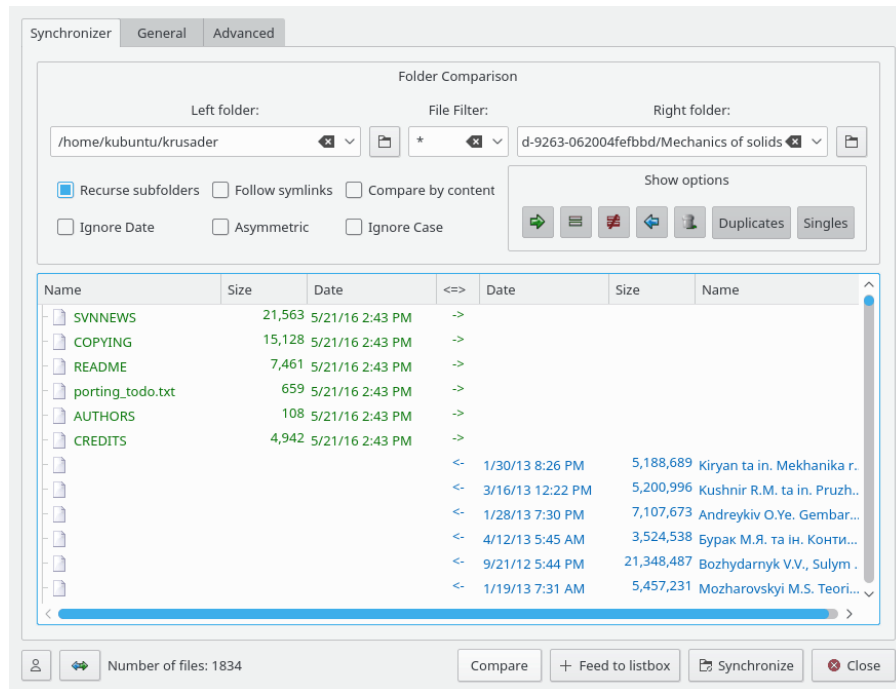 Synchronizer General Advanced
Folder Comparison
Left folder: File Filter: Right folder:
/home/kubuntu/krusader * d-9263-062004fefbbd/Mechanics of solids
Recurse subfolders Follow symlinks Compare by content
Show options
Ignore Date Asymmetric Ignore Case
Duplicates Singles
Name Size Date <=> Date Size Name
SVNNEWS 21,563 5/21/16 2:43 PM ->
COPYING 15,128 5/21/16 2:43 PM ->
README 7,461 5/21/16 2:43 PM ->
porting_todo.txt 659 5/21/16 2:43 PM ->
AUTHORS 108 5/21/16 2:43 PM ->
CREDITS 4,942 5/21/16 2:43 PM ->
<- 1/30/13 8:26 PM 5,188,689 Kiryan ta in. Mekhanika r.
<- 3/16/13 12:22 PM 5,200,996 Kushnir R.M. ta in. Pruzh..
<- 1/28/13 7:30 PM 7,107,673 Andreykiv O.Ye. Gembar...
<- 4/12/13 5:45 AM 3,524,538 Бурак М.Я. та ін. Конти...
<- 9/21/12 5:44 PM 21,348,487 Bozhydarnyk V.V., Sulym .
<- 1/19/13 7:31 AM 5,457,231 Mozharovskyi M.S. Teori...
Number of files: 1834 Compare + Feed to listbox Synchronize Close